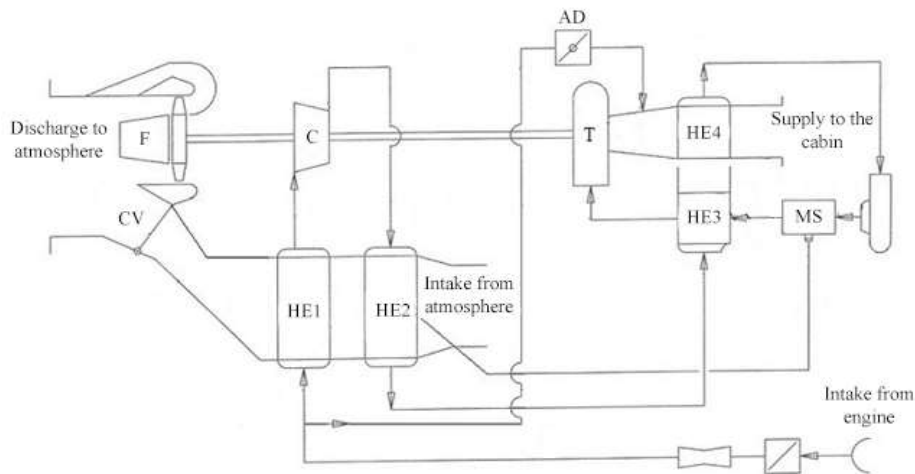 AD
F
C
T
HE4
Discharge to
atmosphere
Supply to the
cabin
CV
HE3
MS
HE1
HE2
Intake from
atmosphere
Intake from
engine